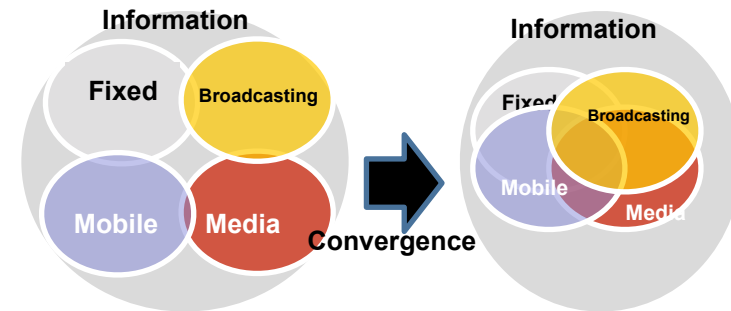 Information
Fixed
Broadcasting
Mobile
Media
Convergence
Information
Fixed
Broadcasting
Mobile
Media